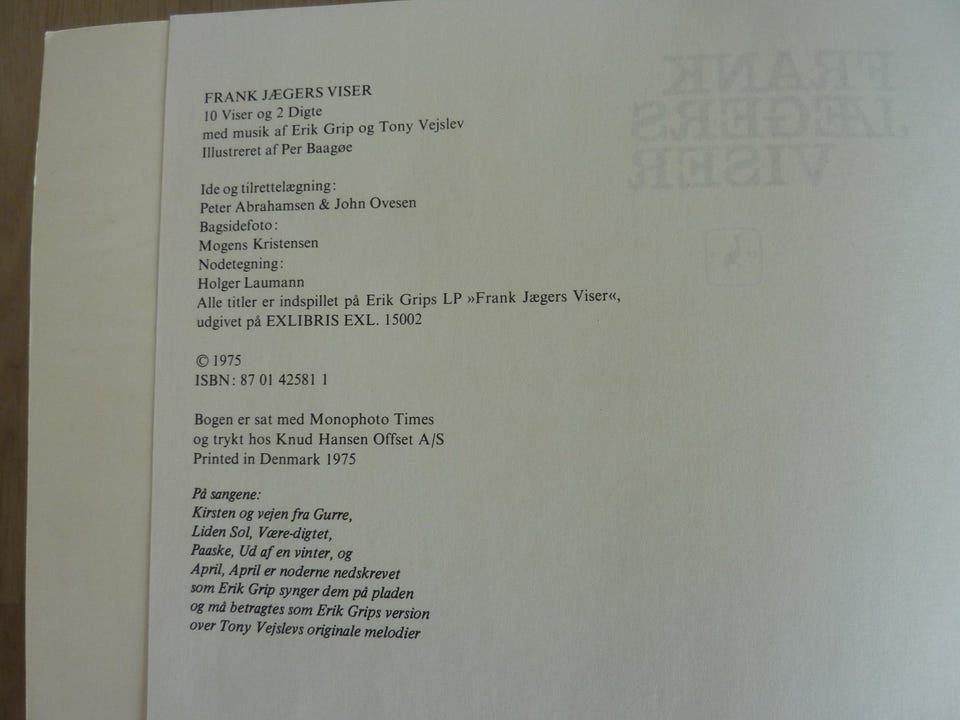 FRANK JÆGERS VISER
10 Viser og 2 Digte
med musik af Erik Grip og Tony Vejslev
Illustreret af Per Baagøe
Ide og tilrettelægning:
Peter Abrahamsen & John Ovesen
Bagsidefoto:
Mogens Kristensen
Nodetegning:
Holger Laumann
Alle titler er indspillet på Erik Grips LP »Frank Jægers Viser«,
udgivet på EXLIBRIS EXL. 15002
© 1975
ISBN: 87 01 42581 1
Bogen er sat med Monophoto Times
og trykt hos Knud Hansen Offset A/S
Printed in Denmark 1975
På sangene:
Kirsten og vejen fra Gurre,
Liden Sol, Være-digtet,
Paaske, Ud af en vinter, og
April, April er noderne nedskrevet
som Erik Grip synger dem på pladen
og må betragtes som Erik Grips version
over Tony Vejslevs originale melodier
FRANK
JÆGERS
VISER